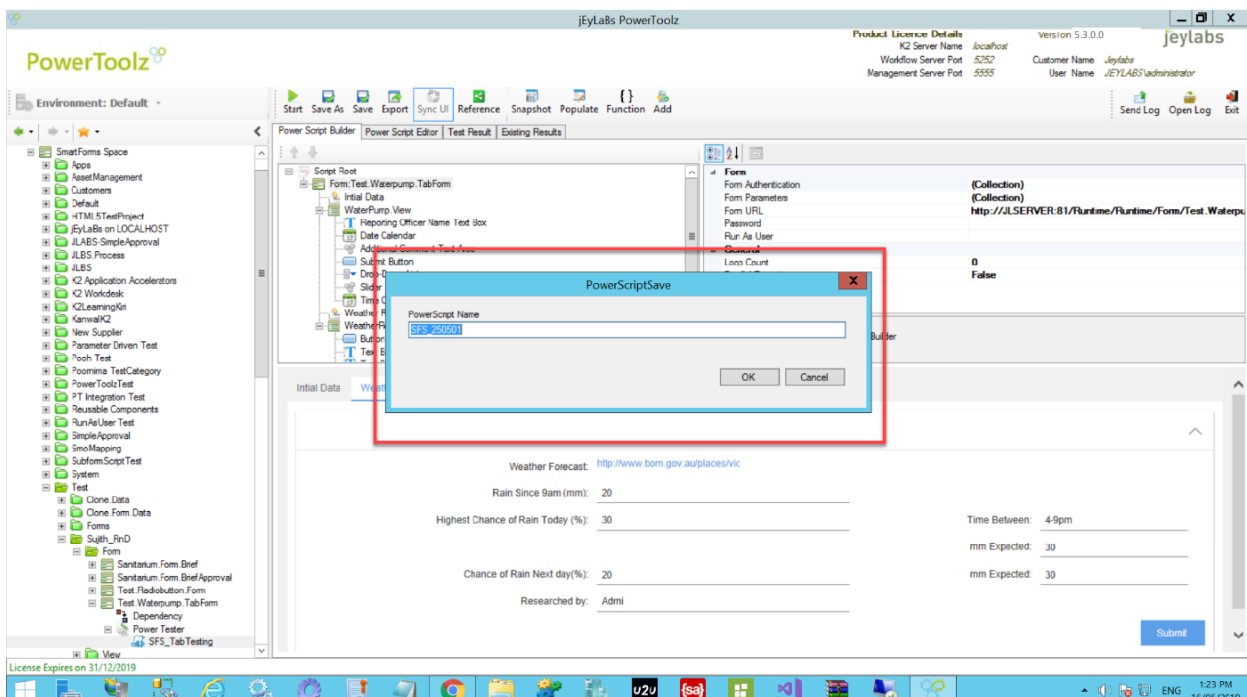 jEyLaBs PowerToolz
PowerToolz
Product Licence Details
K2 Server Name localhost
Workflow Server Port 5252
Management Server Port 5555
Version 5.3.0.0
Customer Name Jeylabs
User Name JEYLABS\administrator
jeylabs
Environment: Default
Start Save As Save Export Sync UI Reference Snapshot Populate Function Add
Send Log Open Log Exit
Power Script Builder Power Script Editor Test Result Existing Results
SmartForms Space
Apps
AssetManagement
Customers
Default
HTML5TestProject
jEyLaBs on LOCALHOST
JLABS-SimpleApproval
JLBS.Process
JLBS
K2 Application Accelerators
K2 Workdesk
K2LearningKiri
KanwalK2
New Supplier
Parameter Driven Test
Pooh Test
Poornima TestCategory
PowerToolzTest
PT Integration Test
Reusable Components
RunAsUser Test
SimpleApproval
SmoMapping
SubformScriptTest
System
Test
Clone.Data
Clone.Form.Data
Forms
Sujith_RnD
Form
Sanitarium.Form.Brief
Sanitarium.Form.BriefApproval
Test.Radiobutton.Form
Test.Waterpump.TabForm
Dependency
Power Tester
SFS_TabTesting
View
Script Root
Form:Test.Waterpump.TabForm
Intial Data
WaterPump.View
Reporting Officer Name Text Box
Date Calendar
Additional Comment Text Area
Submit Button
Slider
Form
Form Authentication (Collection)
Form Parameters (Collection)
Form URL http://JLSERVER:81/Runtime/Runtime/Form/Test.Waterpu
Password
Run As User
General
Loop Count 0
False
Builder
PowerScriptSave
PowerScript Name
SFS_250501
OK Cancel
Intial Data
Weather Forecast: http://www.bom.gov.au/places/vic
Rain Since 9am (mm): 20
Highest Chance of Rain Today (%): 30
Time Between: 4-9pm
mm Expected: 30
Chance of Rain Next day(%): 20
mm Expected: 30
Researched by: Admi
Submit
License Expires on 31/12/2019
u2u
{sa}
ENG
1:23 PM